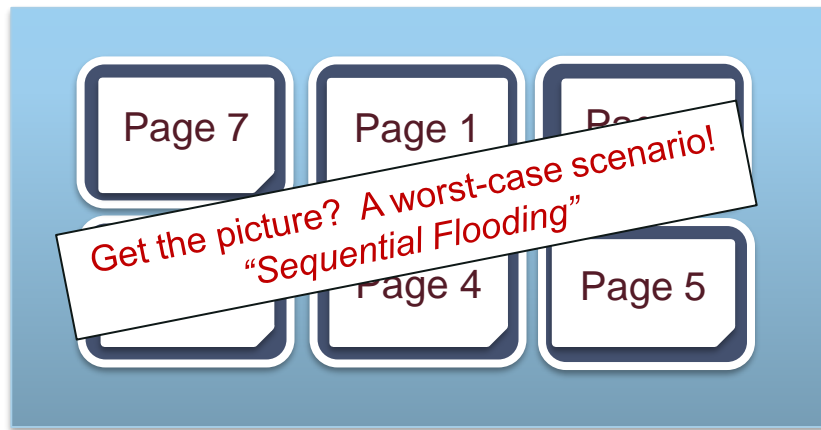 Page 7
Page 1
Get the picture?  A worst-case scenario!
“Sequential Flooding”
Page 4
Page 5